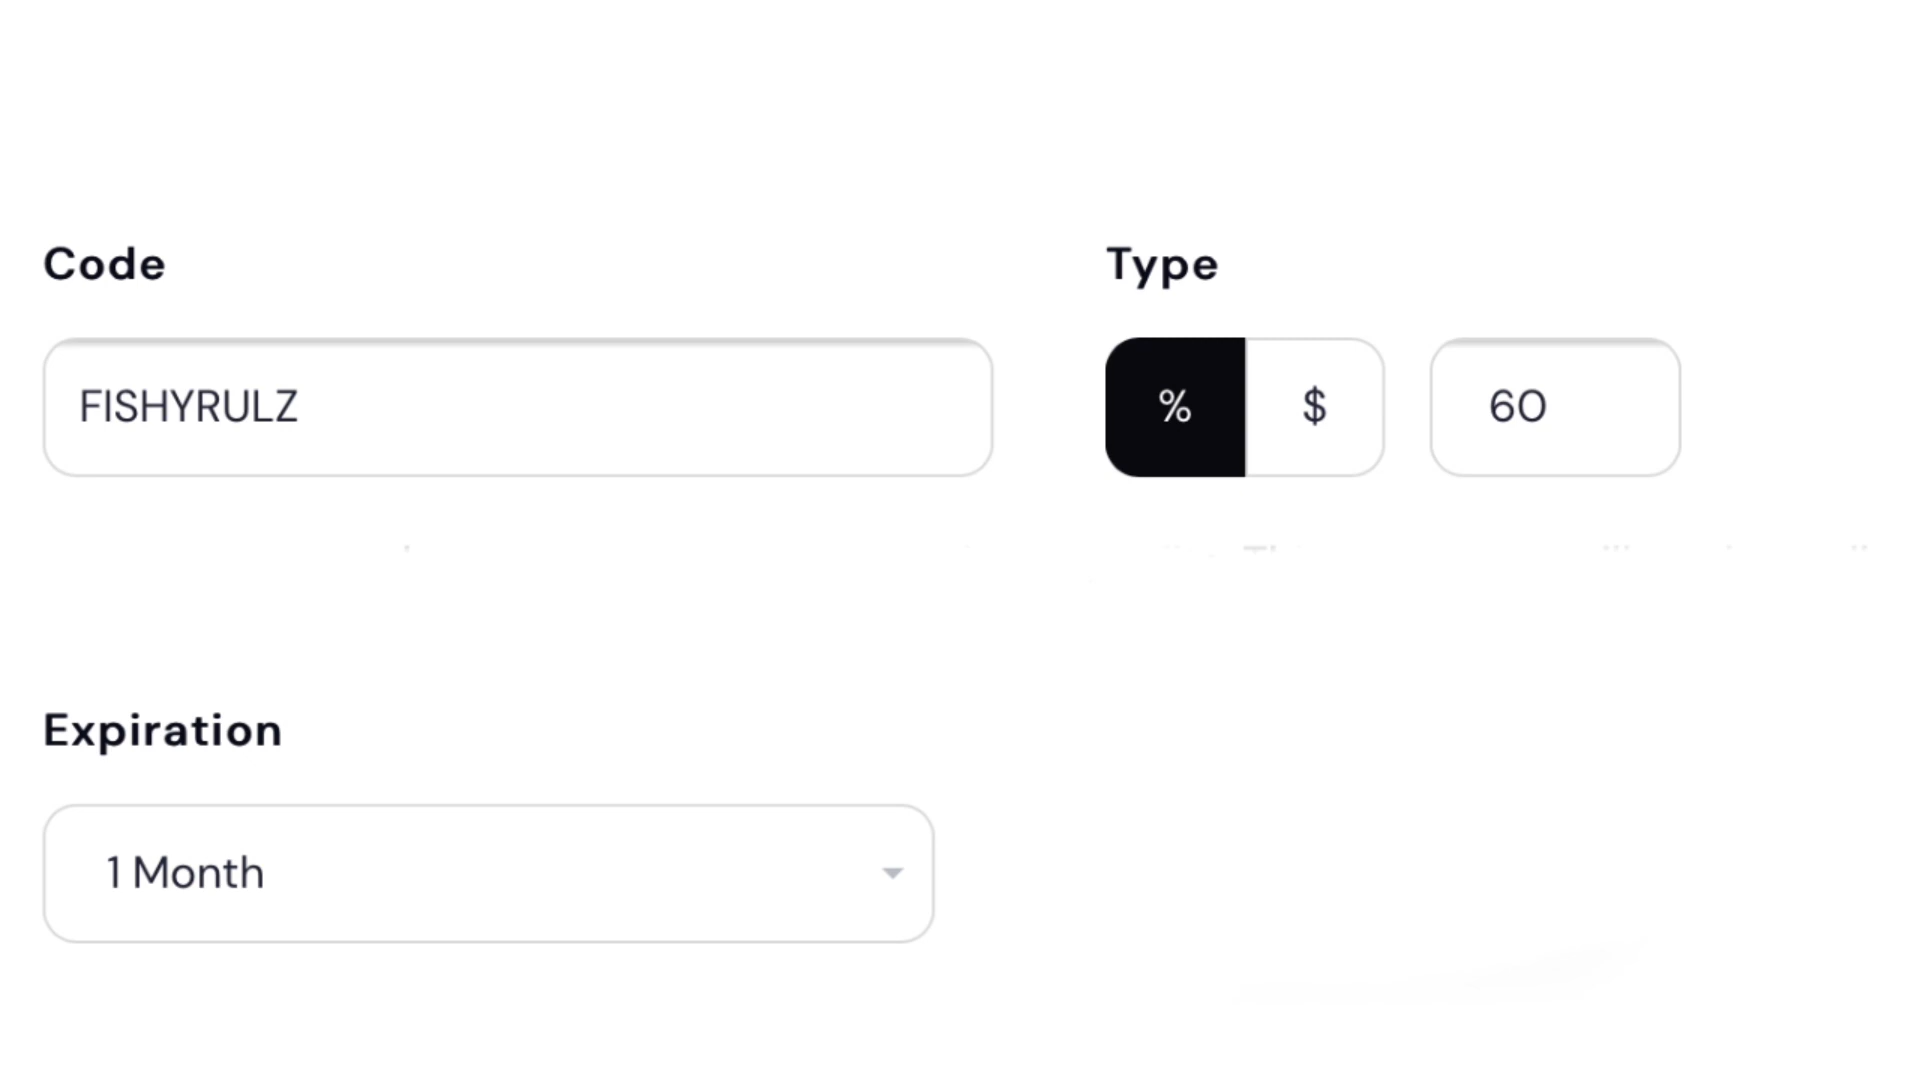 Code
Type
FISHYRULZ
% $ 60
Expiration
1 Month